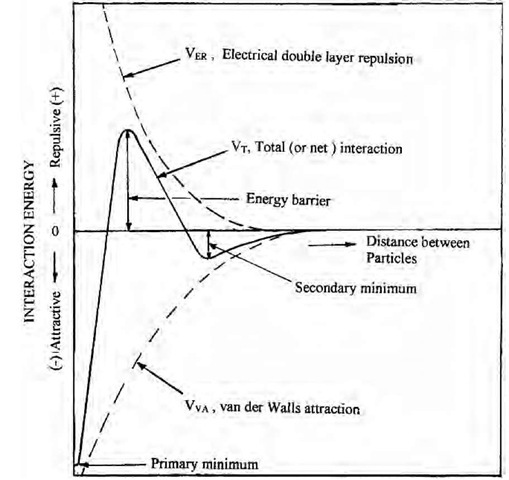 VER , Electrical double layer repulsion
INTERACTION ENERGY
(-) Attractive
0
Repulsive (+)
VT, Total (or net ) interaction
Energy barrier
Distance between
Particles
Secondary minimum
VVA , van der Walls attraction
Primary minimum